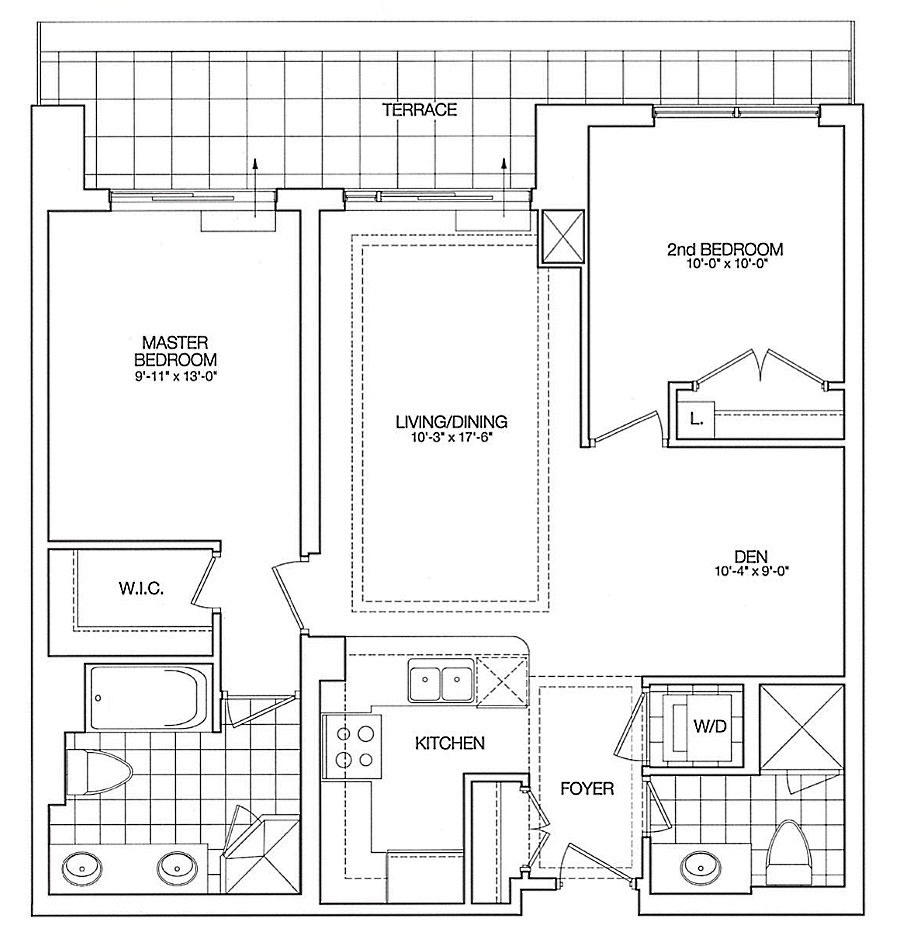 TERRACE
2nd BEDROOM
10'-0" x 10'-0"
MASTER
BEDROOM
9'-11" x 13'-0"
L.
LIVING/DINING
10'-3" x 17'-6"
DEN
10'-4" x 9'-0"
W.I.C.
W/D
KITCHEN
FOYER